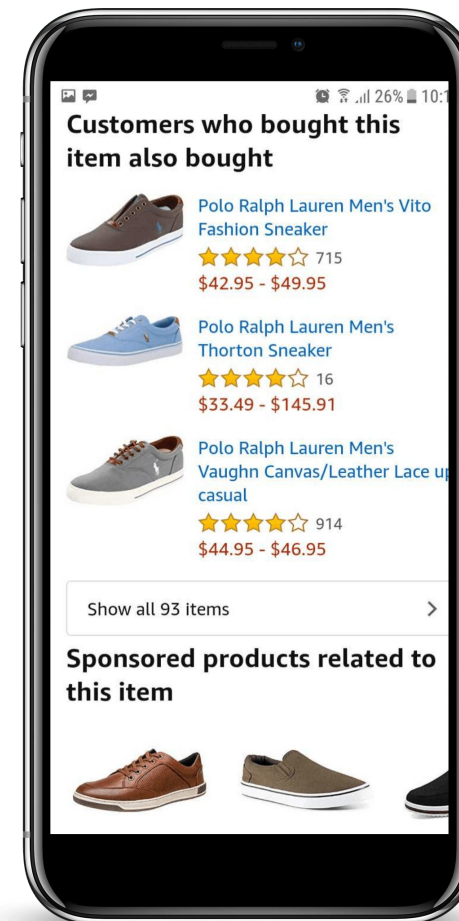 26% 10:1
Customers who bought this
item also bought
Polo Ralph Lauren Men's Vito
Fashion Sneaker
715
$42.95 - $49.95
Polo Ralph Lauren Men's
Thorton Sneaker
16
$33.49 - $145.91
Polo Ralph Lauren Men's
Vaughn Canvas/Leather Lace up
casual
914
$44.95 - $46.95
Show all 93 items
Sponsored products related to
this item